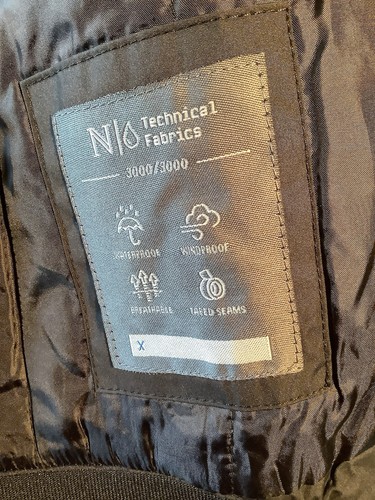 N Technical
Fabrics
3000/3000
WATERPROOF WINDPROOF
BREATHABLE TAPED SEAMS
X